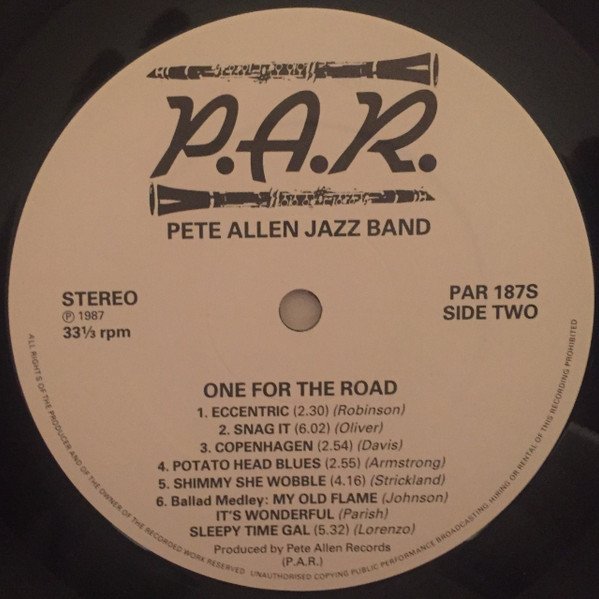 P.A.R.
PETE ALLEN JAZZ BAND
STEREO
℗ 1987
33⅓ rpm
PAR 187S
SIDE TWO
ONE FOR THE ROAD
1. ECCENTRIC (2.30) (Robinson)
2. SNAG IT (6.02) (Oliver)
3. COPENHAGEN (2.54) (Davis)
4. POTATO HEAD BLUES (2.55) (Armstrong)
5. SHIMMY SHE WOBBLE (4.16) (Strickland)
6. Ballad Medley: MY OLD FLAME (Johnson)
IT'S WONDERFUL (Parish)
SLEEPY TIME GAL (5.32) (Lorenzo)
Produced by Pete Allen Records
(P.A.R.)
ALL RIGHTS OF THE PRODUCER AND OF THE OWNER OF THE RECORDED WORK RESERVED. UNAUTHORISED COPYING PUBLIC PERFORMANCE BROADCASTING HIRING OR RENTAL OF THIS RECORDING PROHIBITED